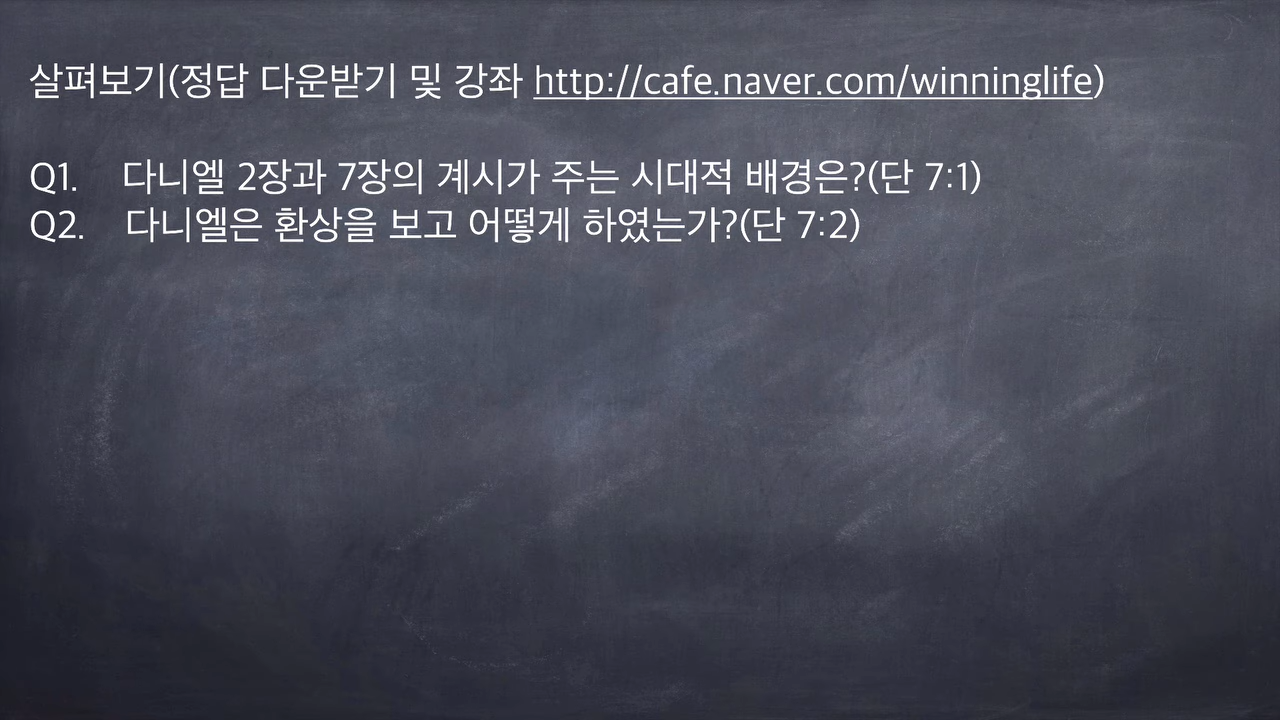 살펴보기(정답 다운받기 및 강좌 http://cafe.naver.com/winninglife)
Q1. 다니엘 2장과 7장의 계시가 주는 시대적 배경은?(단 7:1)
Q2. 다니엘은 환상을 보고 어떻게 하였는가?(단 7:2)